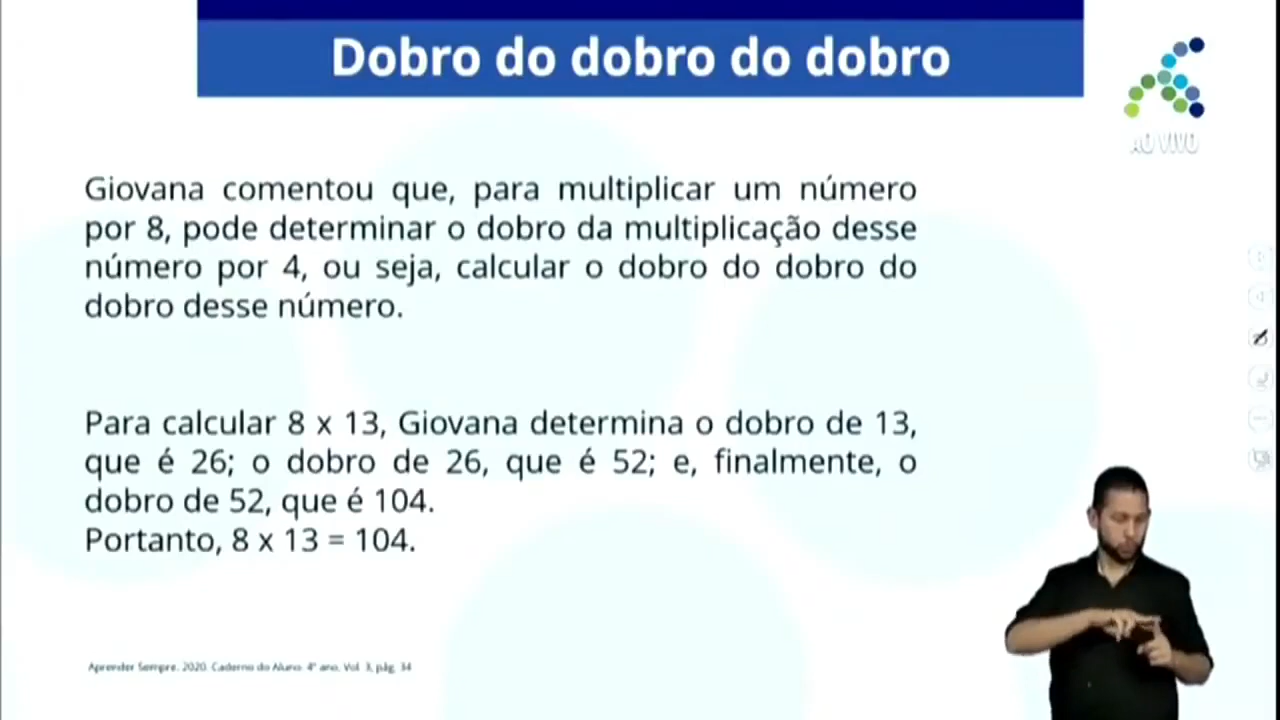 Dobro do dobro do dobro
AO VIVO
Giovana comentou que, para multiplicar um número
por 8, pode determinar o dobro da multiplicação desse
número por 4, ou seja, calcular o dobro do dobro do
dobro desse número.
Para calcular 8 x 13, Giovana determina o dobro de 13,
que é 26; o dobro de 26, que é 52; e, finalmente, o
dobro de 52, que é 104.
Portanto, 8 x 13 = 104.
Aprender Sempre. 2020. Caderno do Aluno. 4º ano. Vol. 3, pág. 34